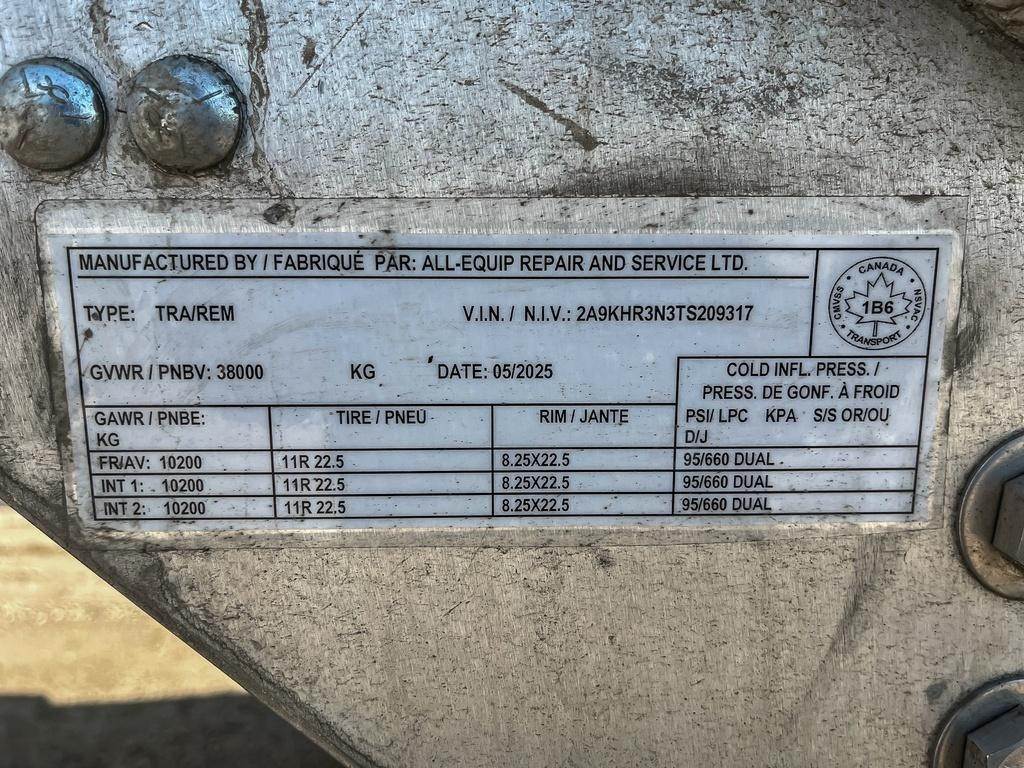 MANUFACTURED BY / FABRIQUÉ PAR: ALL-EQUIP REPAIR AND SERVICE LTD.
CANADA
CMVSS
NSVAC
1B6
TRANSPORT
TYPE: TRA/REM V.I.N. / N.I.V.: 2A9KHR3N3TS209317
GVWR / PNBV: 38000 KG DATE: 05/2025
COLD INFL. PRESS. /
PRESS. DE GONF. À FROID
PSI/ LPC KPA S/S OR/OU
D/J
GAWR / PNBE: TIRE / PNEU RIM / JANTE
KG
FR/AV: 10200 11R 22.5 8.25X22.5 95/660 DUAL
INT 1: 10200 11R 22.5 8.25X22.5 95/660 DUAL
INT 2: 10200 11R 22.5 8.25X22.5 95/660 DUAL